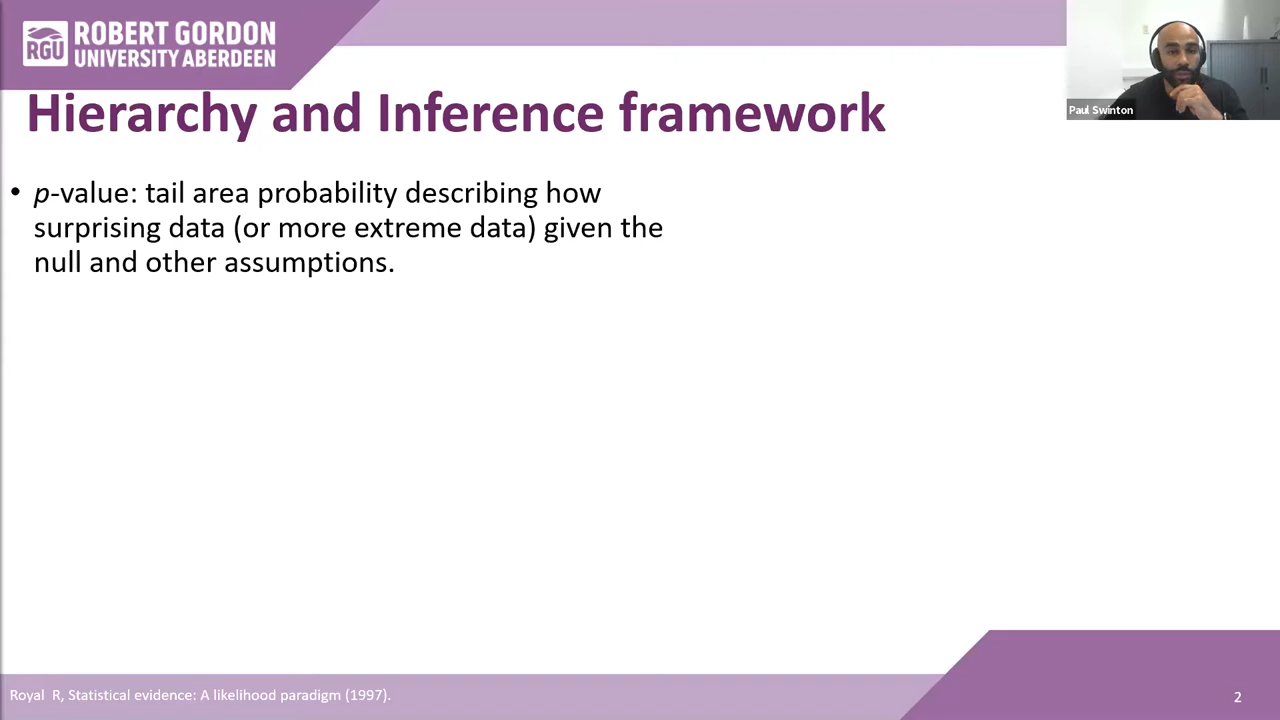 RGU
ROBERT GORDON
UNIVERSITY ABERDEEN
Paul Swinton
Hierarchy and Inference framework
• p-value: tail area probability describing how
surprising data (or more extreme data) given the
null and other assumptions.
Royal R, Statistical evidence: A likelihood paradigm (1997).
2